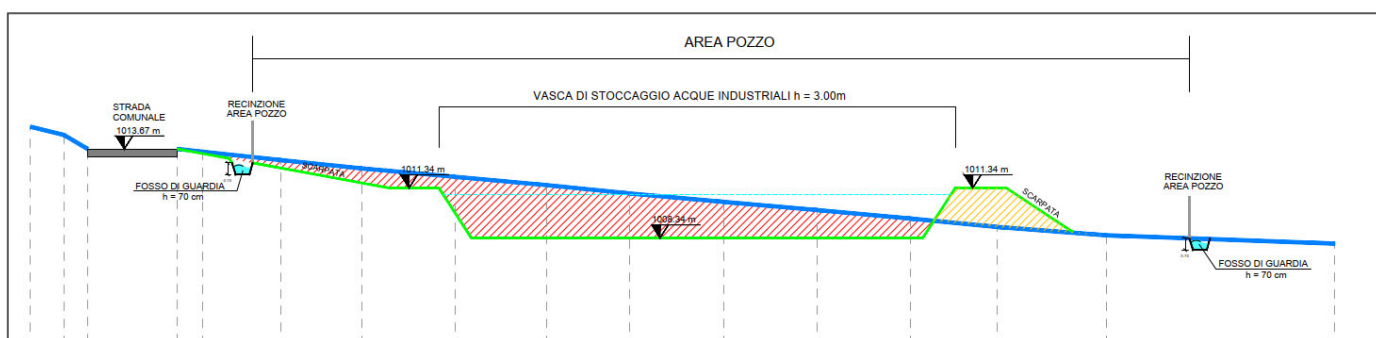 AREA POZZO
VASCA DI STOCCAGGIO ACQUE INDUSTRIALI h = 3.00m
STRADA
COMUNALE
1013.67 m
RECINZIONE
AREA POZZO
SCARPATA
1011.34 m
1011.34 m
SCARPATA
RECINZIONE
AREA POZZO
FOSSO DI GUARDIA
h = 70 cm
1008.34 m
FOSSO DI GUARDIA
h = 70 cm